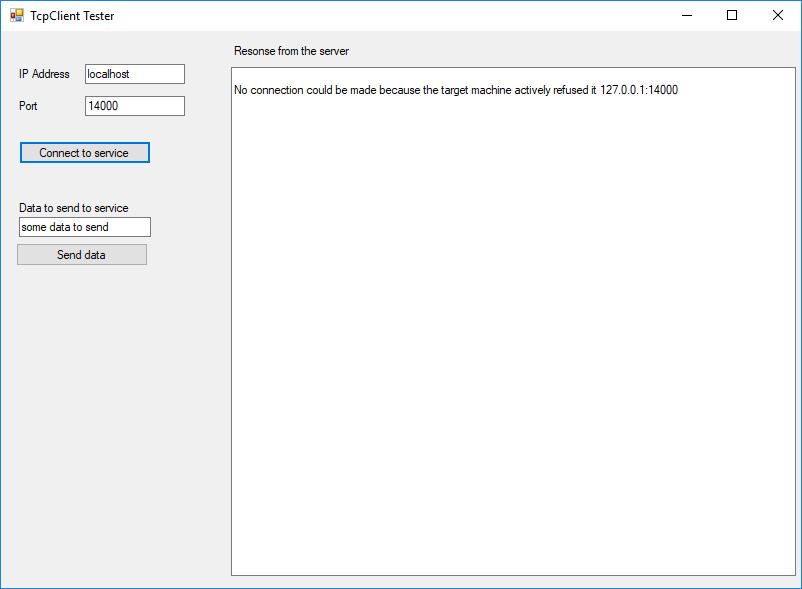 TcpClient Tester
IP Address
localhost
Port
14000
Connect to service
Data to send to service
some data to send
Send data
Resonse from the server
No connection could be made because the target machine actively refused it 127.0.0.1:14000